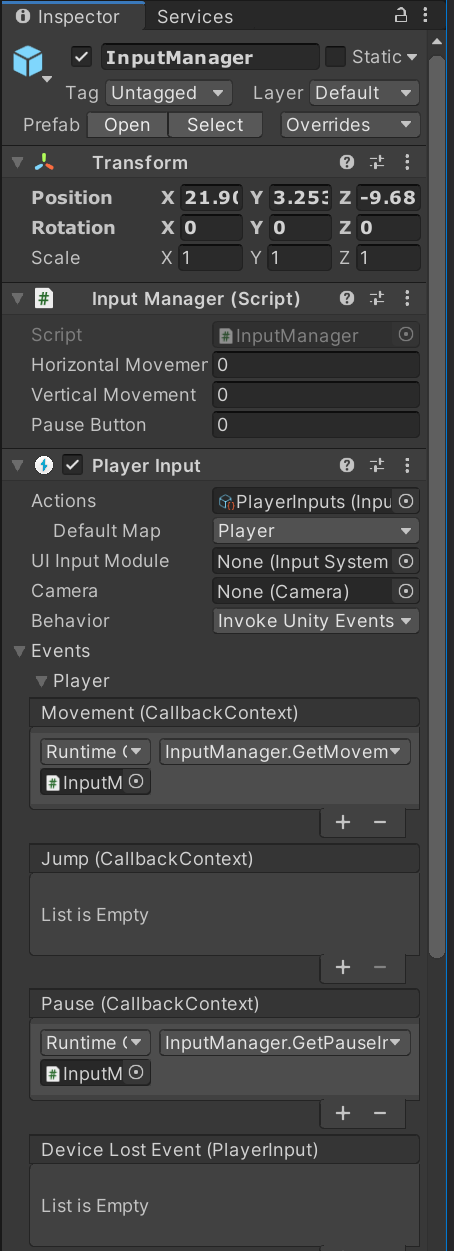 Inspector Services
InputManager Static
Tag Untagged Layer Default
Prefab Open Select Overrides
Transform
Position X 21.90 Y 3.253 Z -9.68
Rotation X 0 Y 0 Z 0
Scale X 1 Y 1 Z 1
# Input Manager (Script)
Script # InputManager
Horizontal Movemer 0
Vertical Movement 0
Pause Button 0
Player Input
Actions PlayerInputs (Inpu
Default Map Player
UI Input Module None (Input System
Camera None (Camera)
Behavior Invoke Unity Events
Events
Player
Movement (CallbackContext)
Runtime ( InputManager.GetMovem
# InputM
+ −
Jump (CallbackContext)
List is Empty
+ −
Pause (CallbackContext)
Runtime ( InputManager.GetPauseIr
# InputM
+ −
Device Lost Event (PlayerInput)
List is Empty